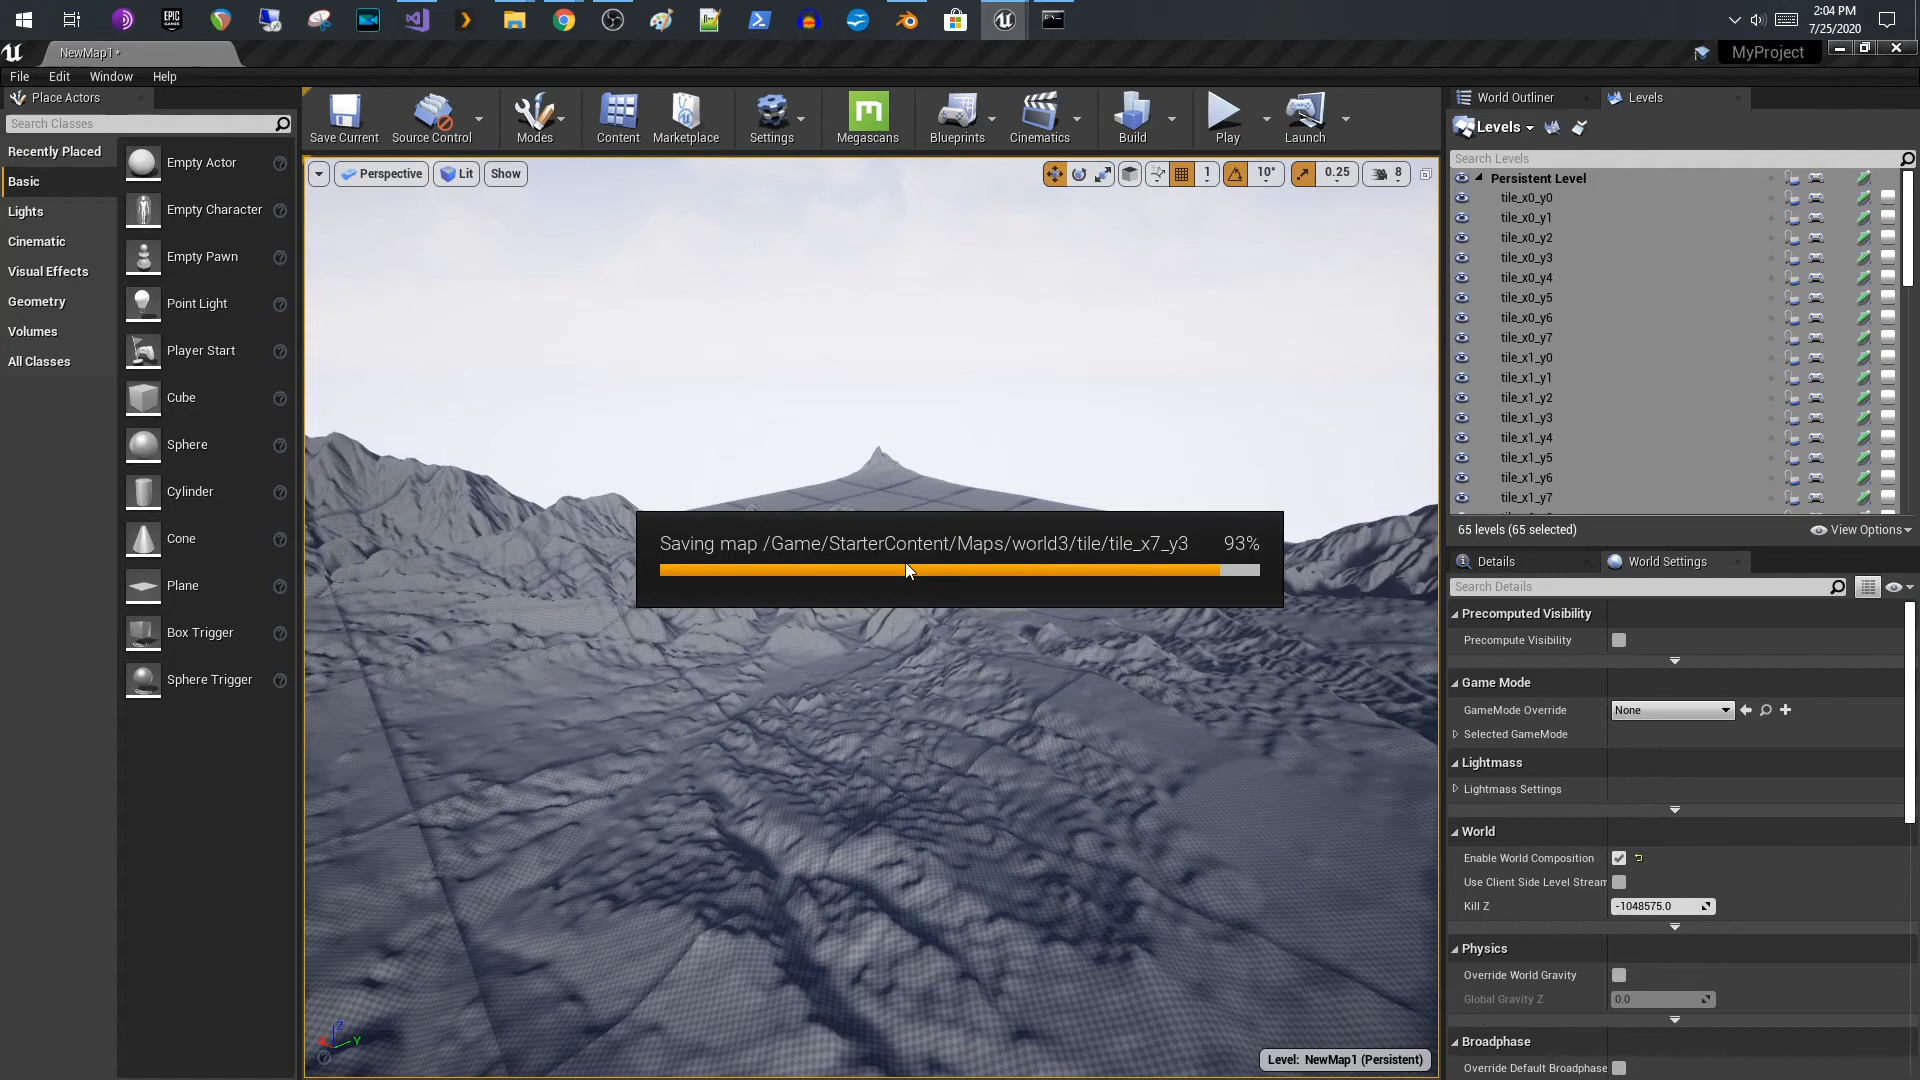 2:04 PM
7/25/2020
NewMap1*
MyProject
File Edit Window Help
Place Actors
Search Classes
Recently Placed
Basic
Lights
Cinematic
Visual Effects
Geometry
Volumes
All Classes
Empty Actor
Empty Character
Empty Pawn
Point Light
Player Start
Cube
Sphere
Cylinder
Cone
Plane
Box Trigger
Sphere Trigger
Save Current Source Control Modes Content Marketplace Settings Megascans Blueprints Cinematics Build Play Launch
Perspective Lit Show
1 10° 0.25 8
Saving map /Game/StarterContent/Maps/world3/tile/tile_x7_y3 93%
Level: NewMap1 (Persistent)
World Outliner Levels
Levels
Search Levels
Persistent Level
tile_x0_y0
tile_x0_y1
tile_x0_y2
tile_x0_y3
tile_x0_y4
tile_x0_y5
tile_x0_y6
tile_x0_y7
tile_x1_y0
tile_x1_y1
tile_x1_y2
tile_x1_y3
tile_x1_y4
tile_x1_y5
tile_x1_y6
tile_x1_y7
65 levels (65 selected) View Options
Details World Settings
Search Details
Precomputed Visibility
Precompute Visibility
Game Mode
GameMode Override None
Selected GameMode
Lightmass
Lightmass Settings
World
Enable World Composition
Use Client Side Level Stream
Kill Z -1048575.0
Physics
Override World Gravity
Global Gravity Z 0.0
Broadphase
Override Default Broadphase